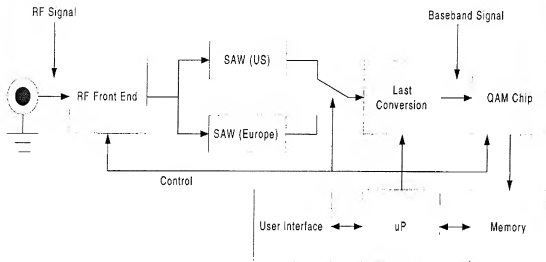 RF Signal
Baseband Signal
SAW (US)
RF Front End
Last
Conversion
QAM Chip
SAW (Europe)
Control
User Interface
uP
Memory